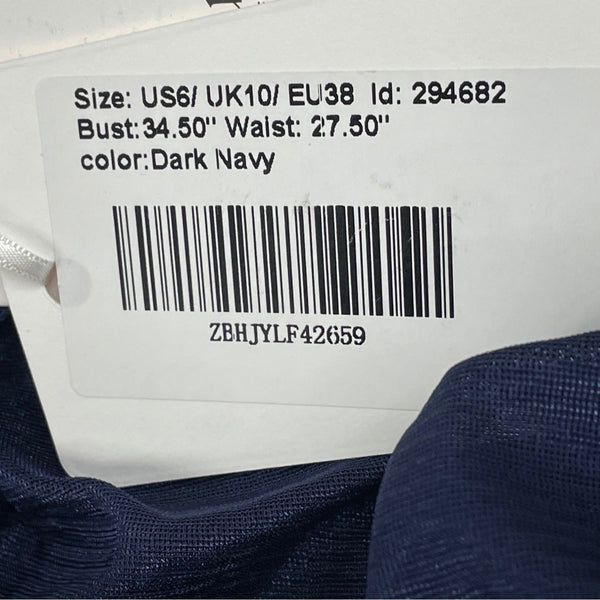 Size: US6/ UK10/ EU38 Id: 294682
Bust:34.50" Waist: 27.50"
color:Dark Navy
ZBHJYLF42659